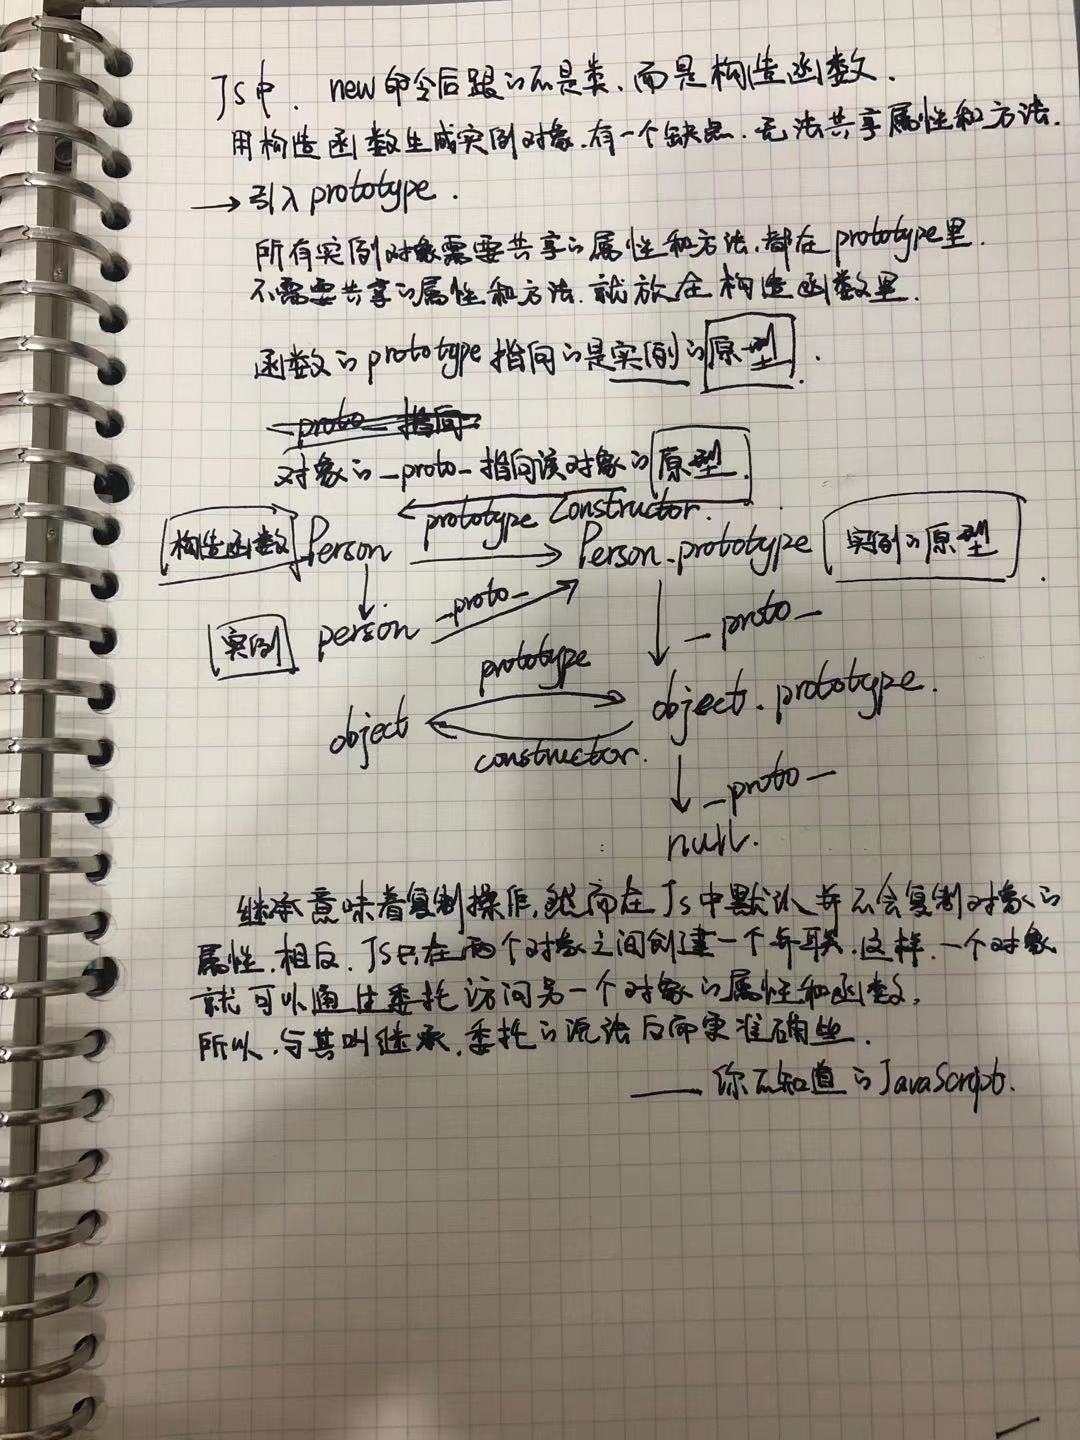 JS中，new命令后跟的不是类，而是构造函数.
用构造函数生成实例对象，有一个缺点，无法共享属性和方法.
→引入prototype.
所有实例对象需要共享的属性和方法，都在prototype里.
不需要共享的属性和方法，就放在构造函数里.
函数的prototype指向的是实例的原型.
_proto_ 指向
对象的_proto_指向该对象的原型.
prototype constructor.
构造函数 Person → Person.prototype 实例的原型.
实例 person _proto_
_proto_
prototype
object object.prototype.
constructor.
_proto_
null.
继承意味着复制操作，然而在JS中默认并不会复制对象的
属性，相反，JS只在两个对象之间创建一个关联，这样，一个对象
就可以通过委托访问另一个对象的属性和函数，
所以，与其叫继承，委托的说法反而更准确些.
——你不知道的JavaScript.